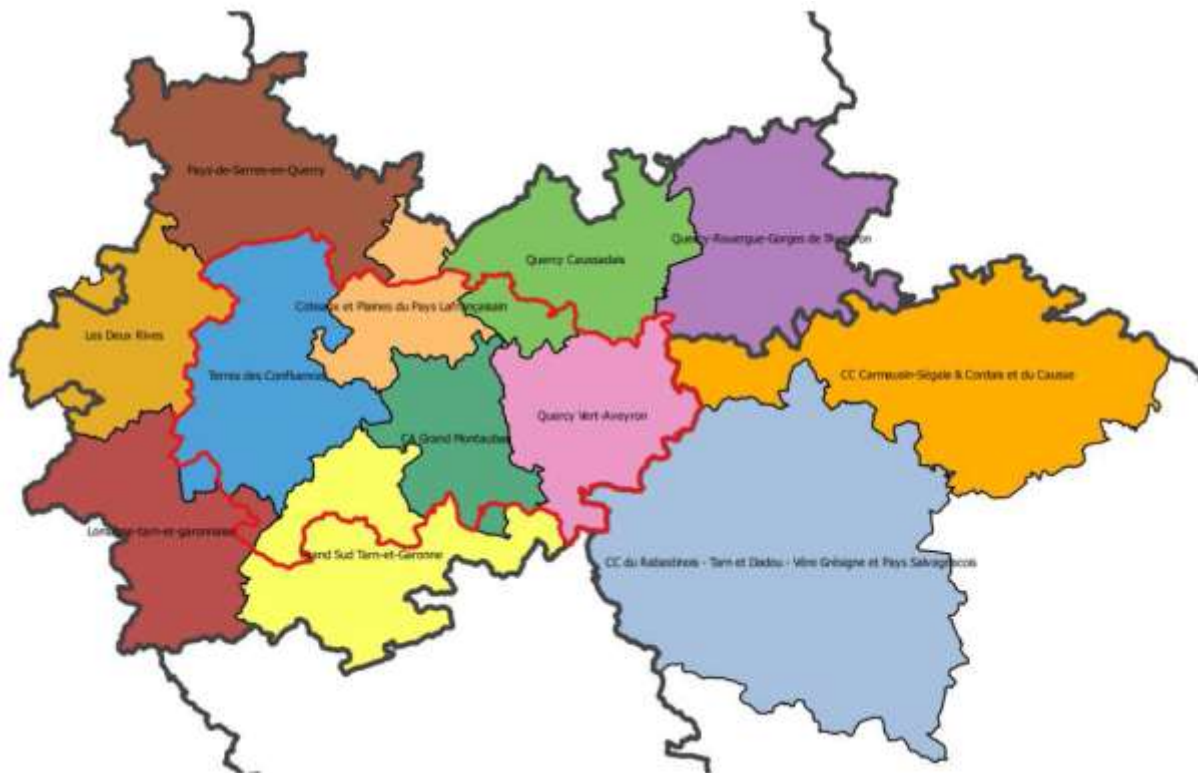 Pays-de-Serres-en-Quercy
Quercy-Rouergue-Gorges de l'Aveyron
Quercy Caussadais
Coteaux et Plaines du Pays Lafrançaisain
Les Deux Rives
Terres des Confluences
CC Carmausin-Ségala & Cordais et du Causse
Quercy Vert-Aveyron
CA Grand Montauban
Lomagne-tarn-et-garonnaise
Grand Sud Tarn-et-Garonne
CC du Rabastinois - Tarn et Dadou - Vère Grésigne et Pays Salvagnacois